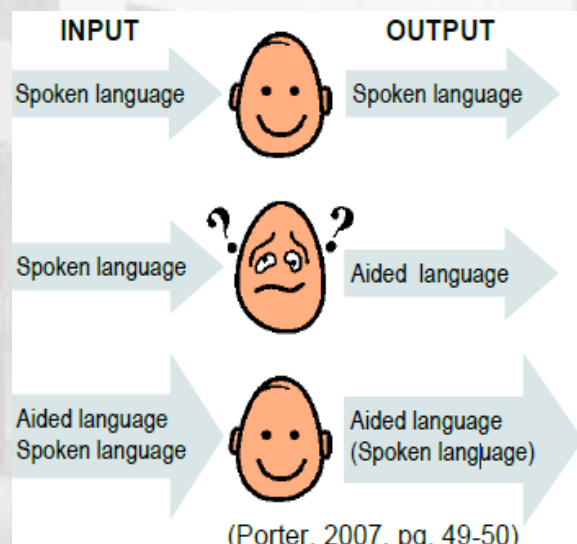 INPUT OUTPUT
Spoken language Spoken language
? ?
Spoken language Aided language
Aided language Aided language
Spoken language (Spoken language)
(Porter, 2007, pg. 49-50)